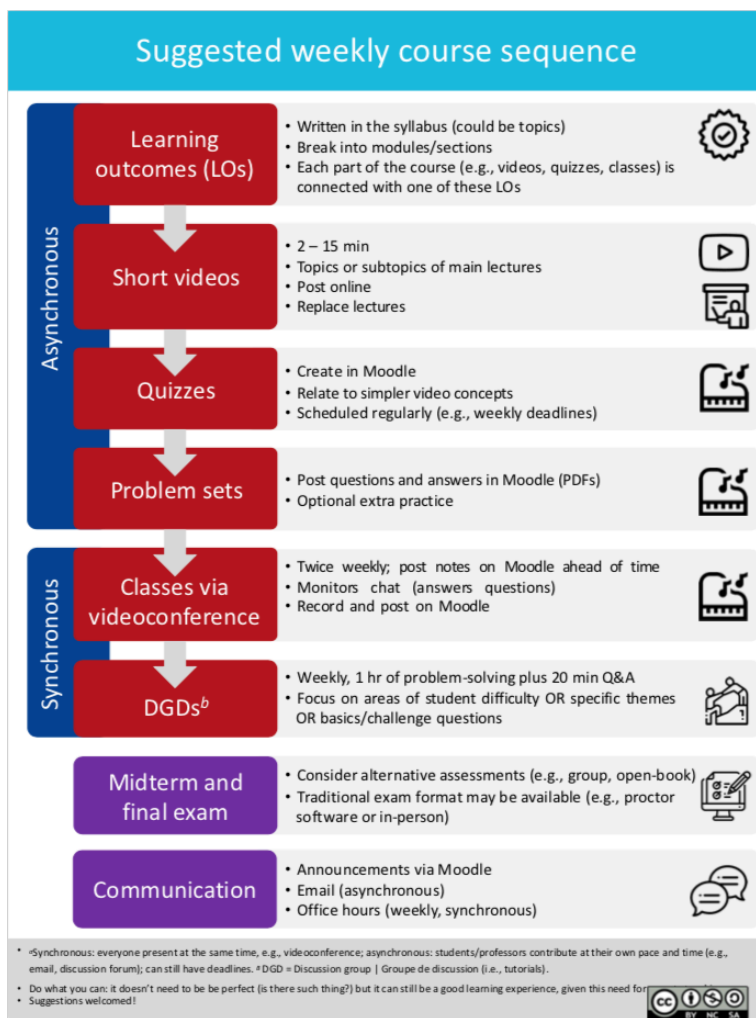 Suggested weekly course sequence
Asynchronous
Learning
outcomes (LOs)
• Written in the syllabus (could be topics)
• Break into modules/sections
• Each part of the course (e.g., videos, quizzes, classes) is
connected with one of these LOs
Short videos
• 2 – 15 min
• Topics or subtopics of main lectures
• Post online
• Replace lectures
Quizzes
• Create in Moodle
• Relate to simpler video concepts
• Scheduled regularly (e.g., weekly deadlines)
Problem sets
• Post questions and answers in Moodle (PDFs)
• Optional extra practice
Synchronous
Classes via
videoconference
• Twice weekly; post notes on Moodle ahead of time
• Monitors chat (answers questions)
• Record and post on Moodle
DGDsᵇ
• Weekly, 1 hr of problem-solving plus 20 min Q&A
• Focus on areas of student difficulty OR specific themes
OR basics/challenge questions
Midterm and
final exam
• Consider alternative assessments (e.g., group, open-book)
• Traditional exam format may be available (e.g., proctor
software or in-person)
Communication
• Announcements via Moodle
• Email (asynchronous)
• Office hours (weekly, synchronous)
• ᵃSynchronous: everyone present at the same time, e.g., videoconference; asynchronous: students/professors contribute at their own pace and time (e.g.,
email, discussion forum); can still have deadlines. ᵃ DGD = Discussion group | Groupe de discussion (i.e., tutorials).
• Do what you can: it doesn't need to be be perfect (is there such thing?) but it can still be a good learning experience, given this need for
• Suggestions welcomed!
cc
BY NC SA